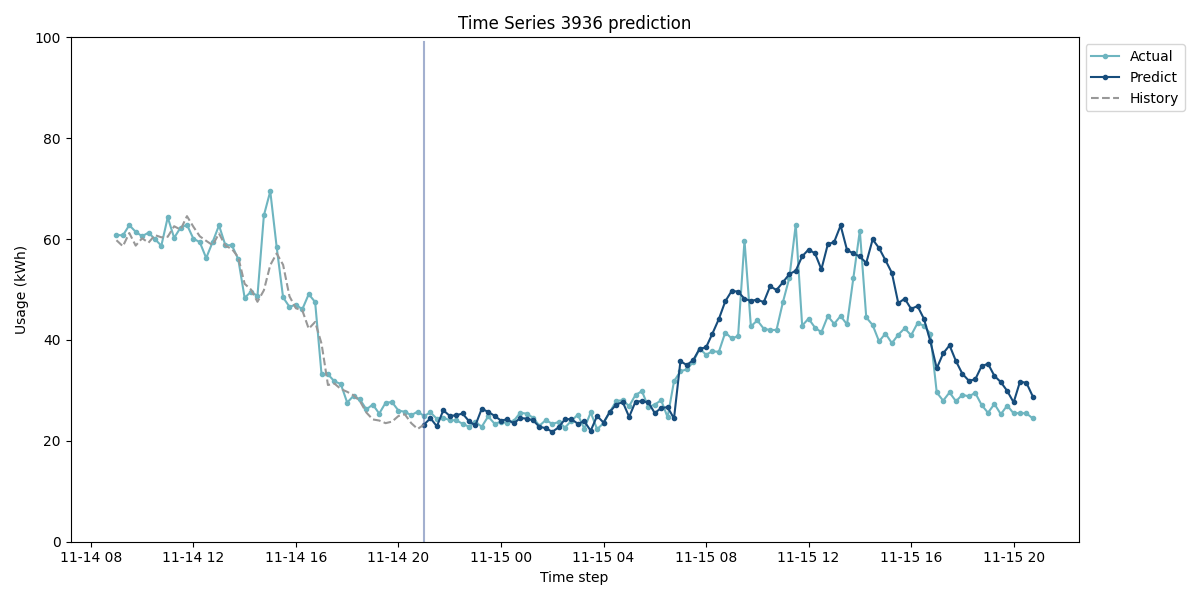 Time Series 3936 prediction
Actual
Predict
History
Usage (kWh)
100
80
60
40
20
0
11-14 08 11-14 12 11-14 16 11-14 20 11-15 00 11-15 04 11-15 08 11-15 12 11-15 16 11-15 20
Time step